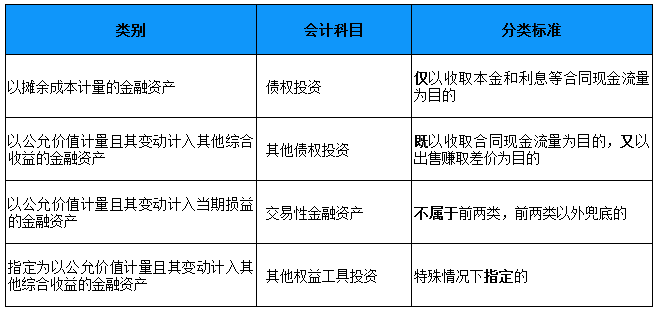 类别 会计科目 分类标准
以摊余成本计量的金融资产 债权投资 仅以收取本金和利息等合同现金流量
为目的
以公允价值计量且其变动计入其他综合
收益的金融资产
其他债权投资
既以收取合同现金流量为目的，又以
出售赚取差价为目的
以公允价值计量且其变动计入当期损益
的金融资产
交易性金融资产
不属于前两类，前两类以外兜底的
指定为以公允价值计量且其变动计入其
他综合收益的金融资产
其他权益工具投资
特殊情况下指定的